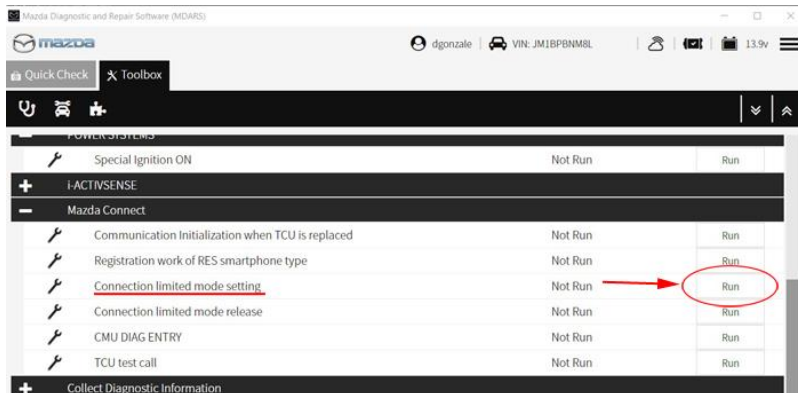 Mazda Diagnostic and Repair Software (MDARS)
mazda dgonzale VIN: JM1BPBNM8L 13.9v
Quick Check Toolbox
POWER SYSTEMS
Special Ignition ON Not Run Run
i-ACTIVSENSE
Mazda Connect
Communication Initialization when TCU is replaced Not Run Run
Registration work of RES smartphone type Not Run Run
Connection limited mode setting Not Run Run
Connection limited mode release Not Run Run
CMU DIAG ENTRY Not Run Run
TCU test call Not Run Run
Collect Diagnostic Information